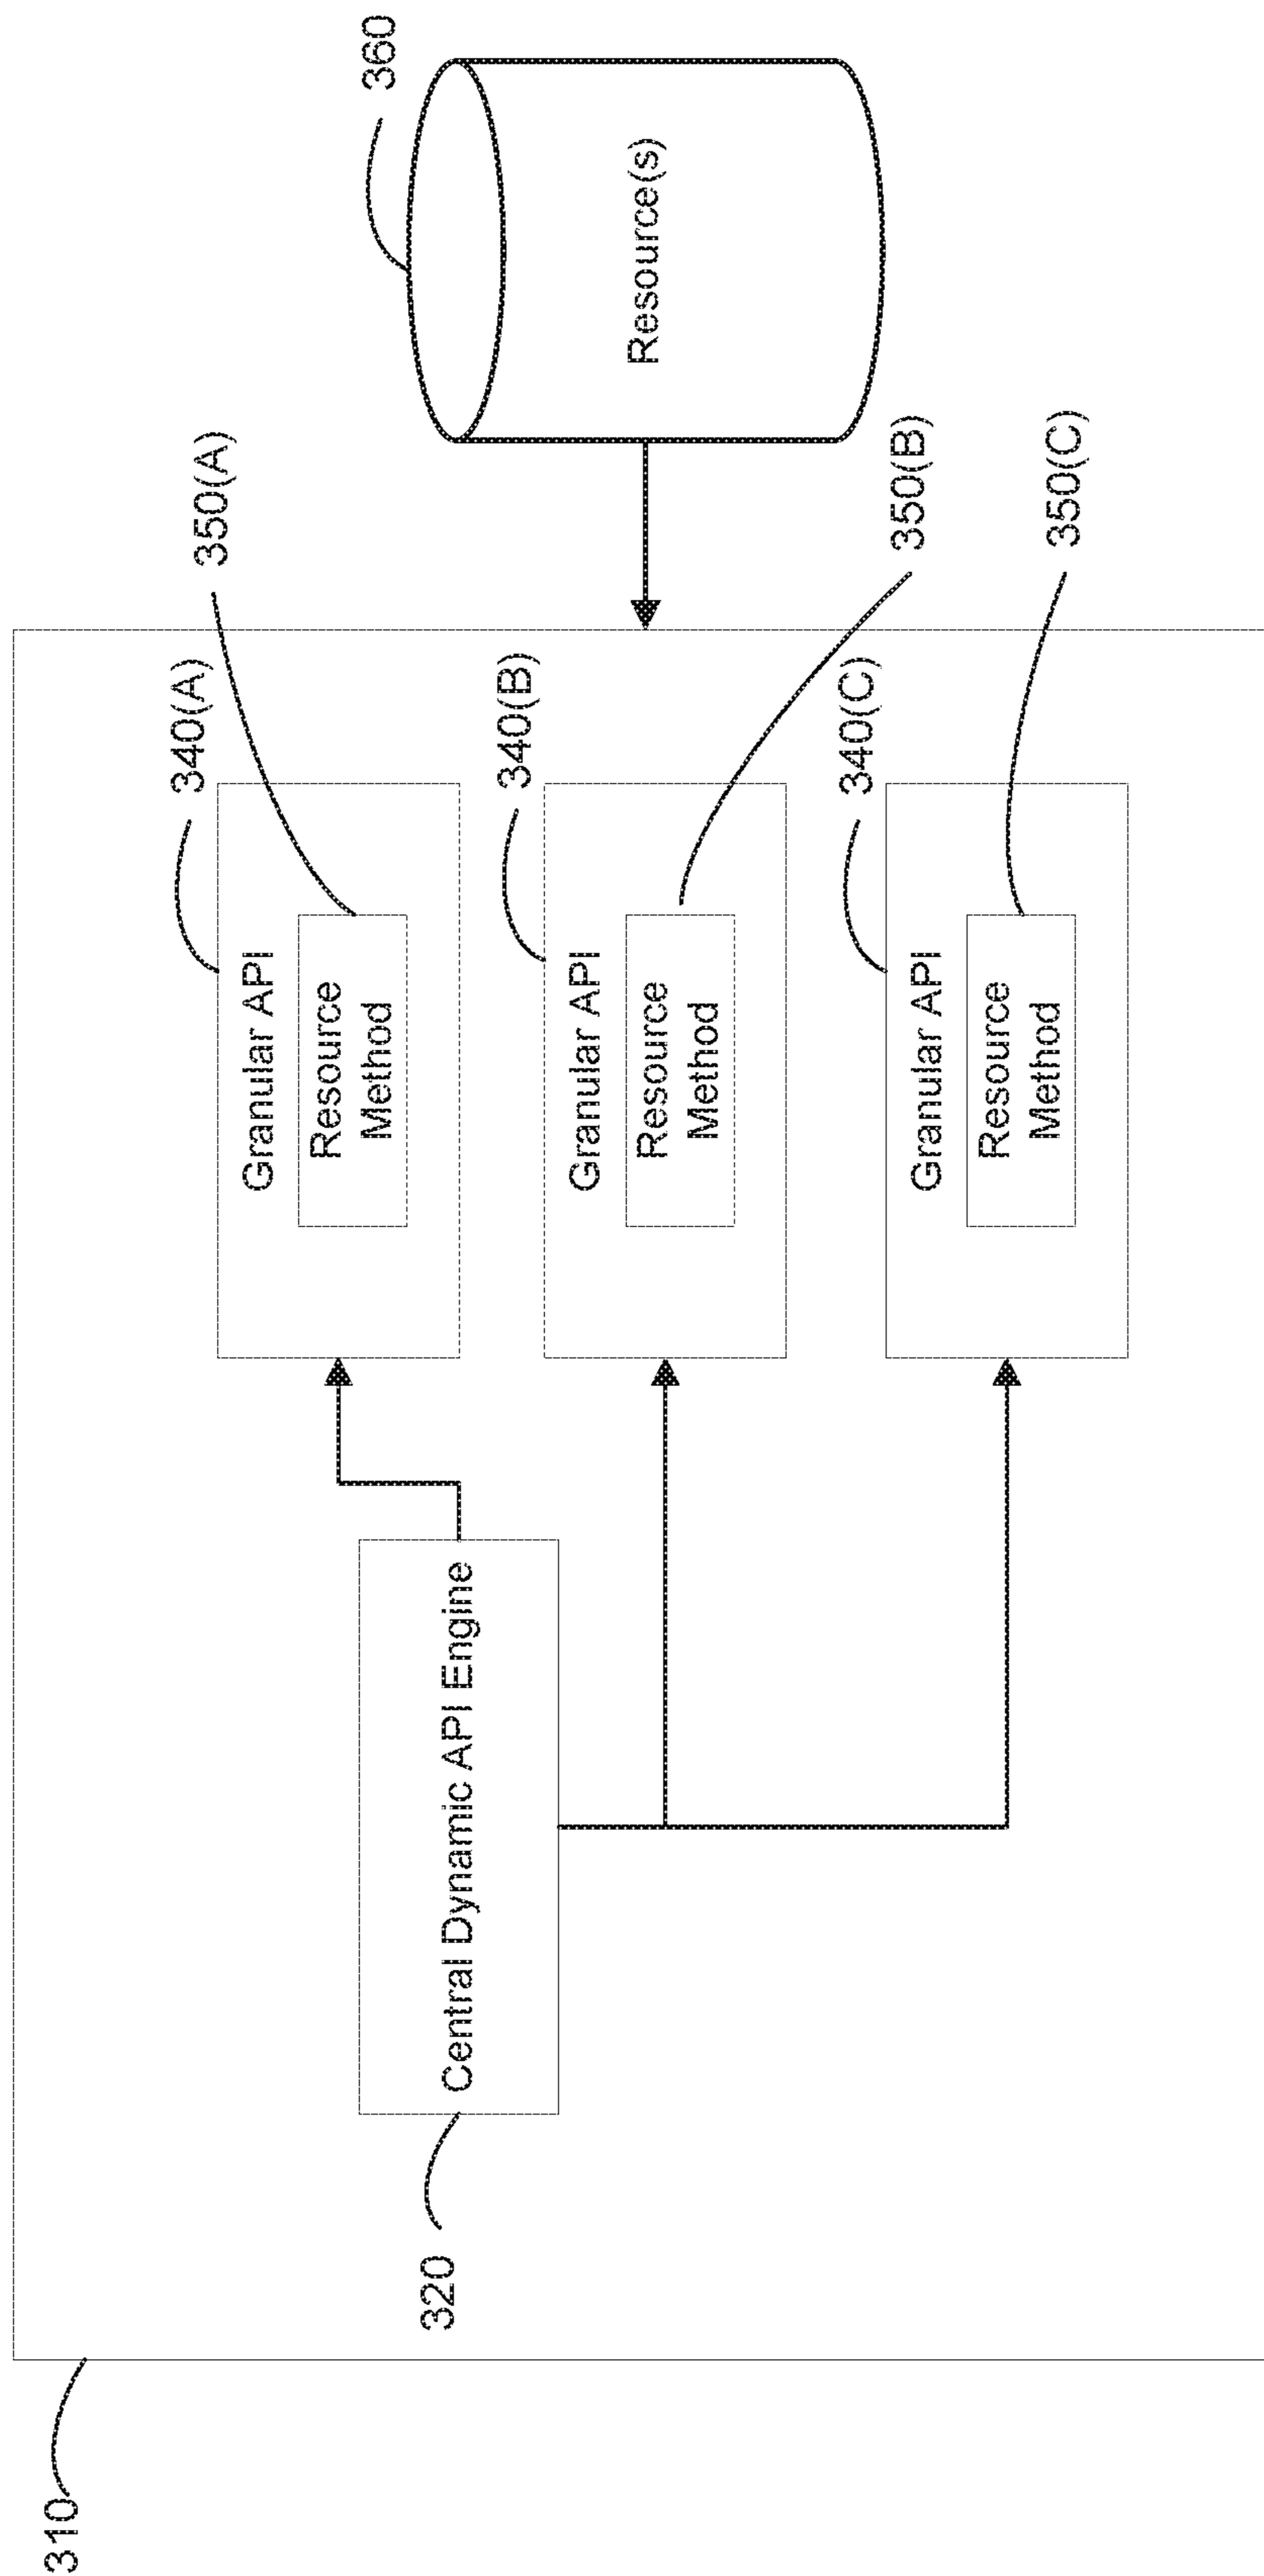 310
320
Central Dynamic API Engine
340(A)
350(A)
Granular API
Resource
Method
340(B)
350(B)
Granular API
Resource
Method
340(C)
350(C)
Granular API
Resource
Method
360
Resource(s)